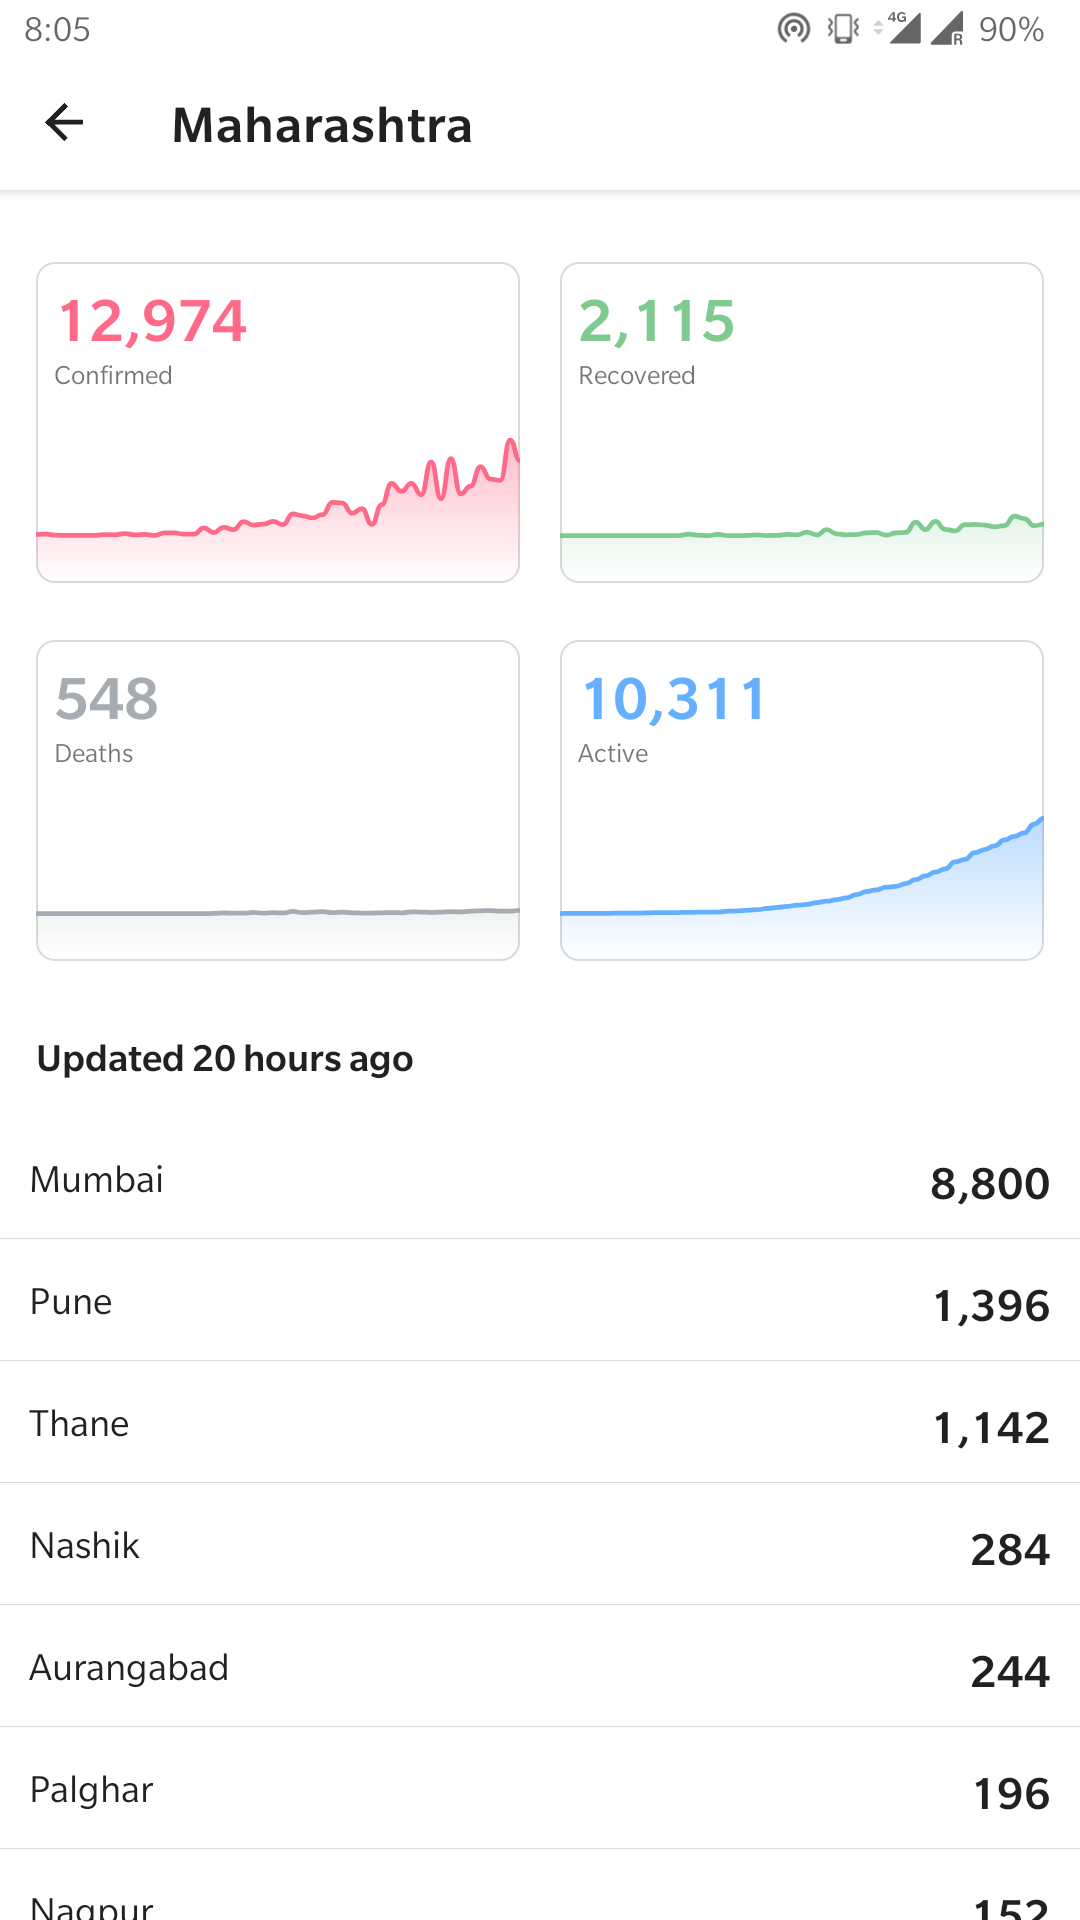 8:05 4G R 90%
Maharashtra
12,974
Confirmed
2,115
Recovered
548
Deaths
10,311
Active
Updated 20 hours ago
Mumbai 8,800
Pune 1,396
Thane 1,142
Nashik 284
Aurangabad 244
Palghar 196
Nagpur 152